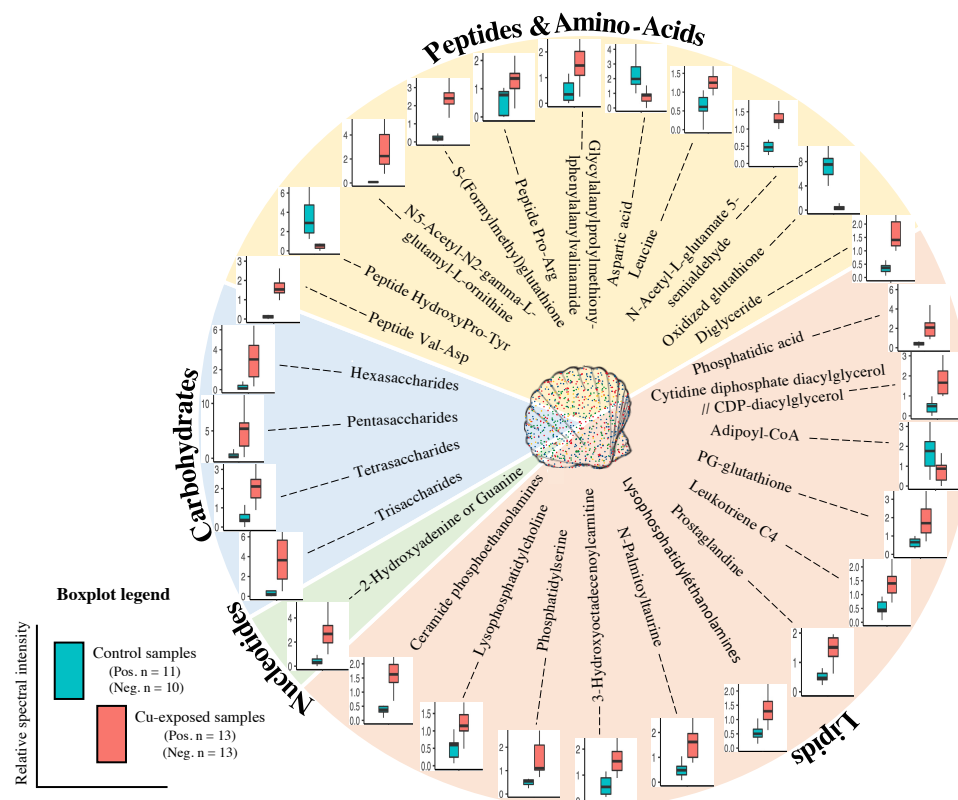 Peptides & Amino-Acids
Peptide Val-Asp
Peptide HydroxyPro-Tyr
N5-Acetyl-N2-gamma-L-
glutamyl-L-ornithine
S-(Formylmethyl)glutathione
Peptide Pro-Arg
Glycylalanylprolylmethiony-
lphenylalanylvalinamide
Aspartic acid
Leucine
N-Acetyl-L-glutamate 5-
semialdehyde
Oxidized glutathione
Diglyceride
Phosphatidic acid
Cytidine diphosphate diacylglycerol
// CDP-diacylglycerol
Adipoyl-CoA
PG-glutathione
Leukotriene C4
Prostaglandine
Lysophosphatidyléthanolamines
N-Palmitoyltaurine
3-Hydroxyoctadecenoylcarnitine
Phosphatidylserine
Lysophosphatidylcholine
Ceramide phosphoethanolamines
Lipids
2-Hydroxyadenine or Guanine
Nucleotides
Trisaccharides
Tetrasaccharides
Pentasaccharides
Hexasaccharides
Carbohydrates
Boxplot legend
Relative spectral intensity
Control samples
(Pos. n = 11)
(Neg. n = 10)
Cu-exposed samples
(Pos. n = 13)
(Neg. n = 13)